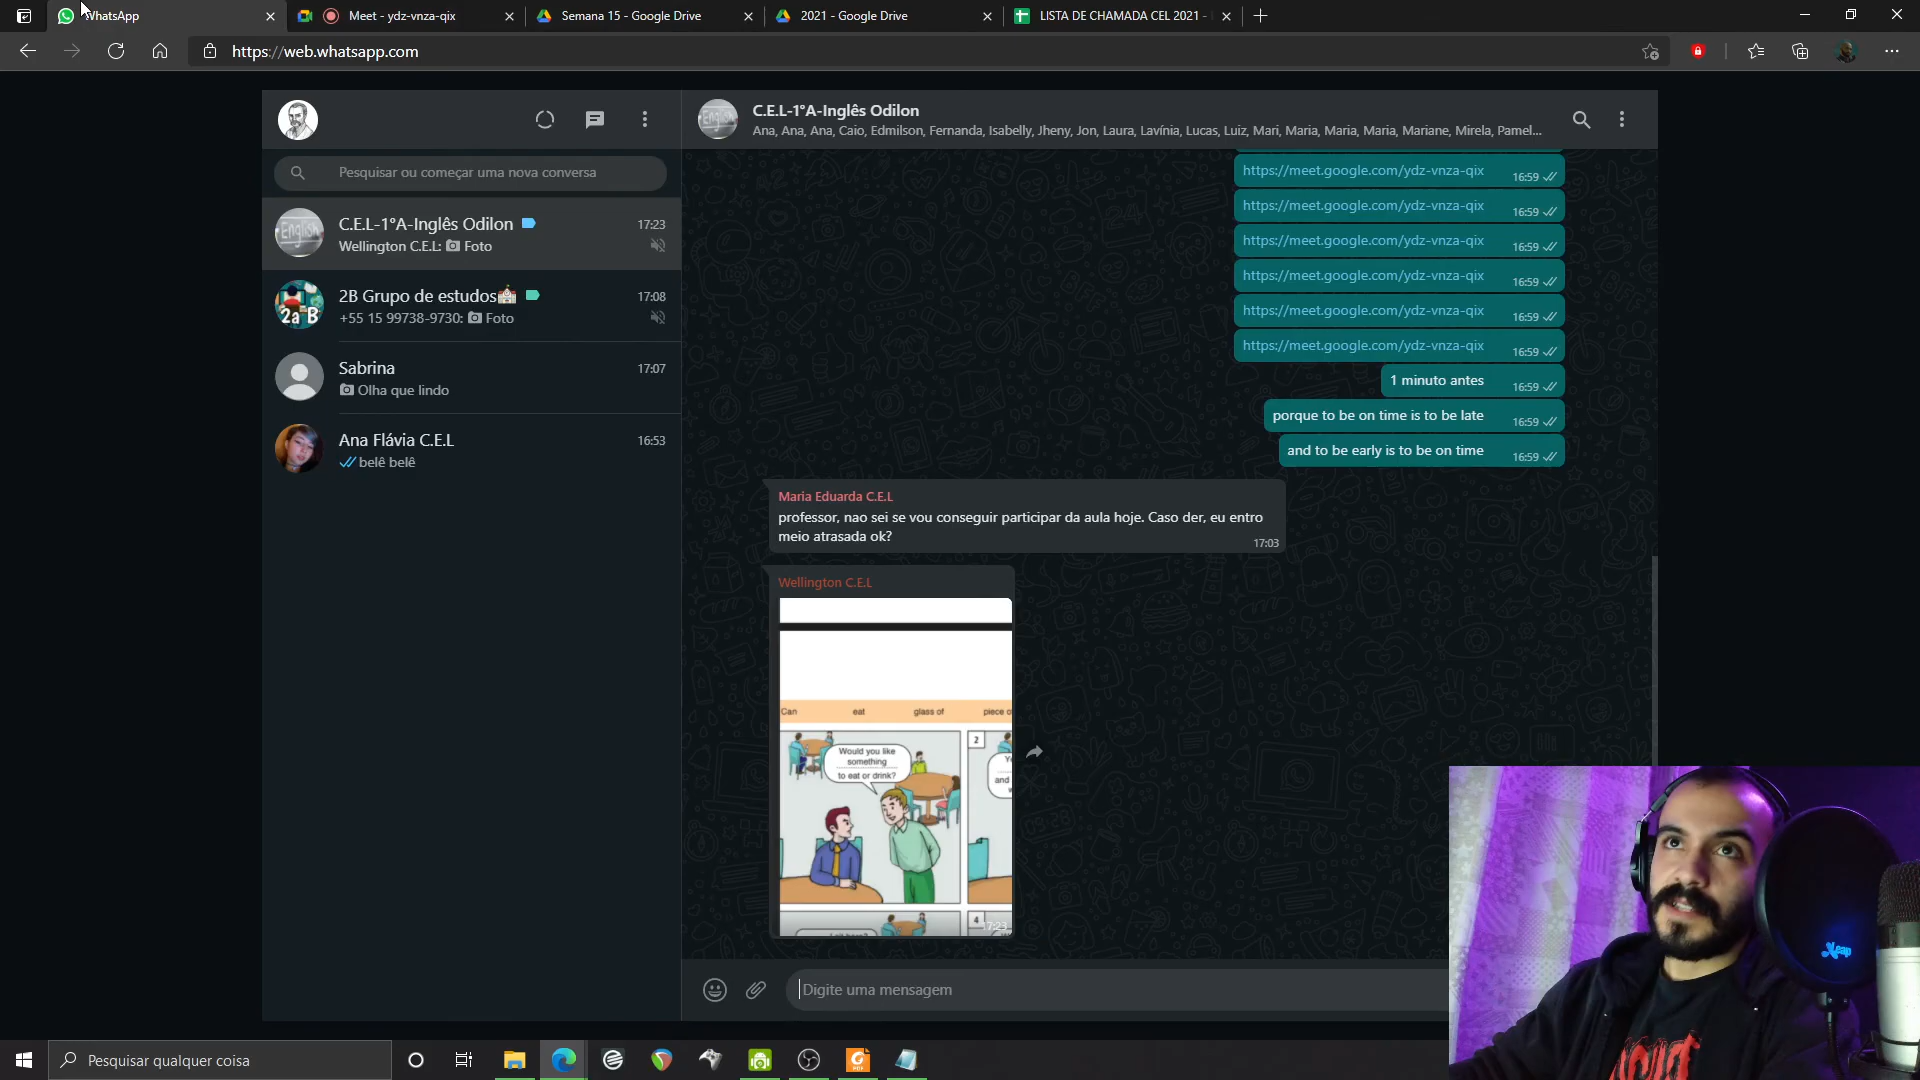 WhatsApp
Meet - ydz-vnza-qix
Semana 15 - Google Drive
2021 - Google Drive
LISTA DE CHAMADA CEL 2021 -
https://web.whatsapp.com
Pesquisar ou começar uma nova conversa
C.E.L-1°A-Inglês Odilon
17:23
Wellington C.E.L: Foto
English
2B Grupo de estudos
17:08
+55 15 99738-9730: Foto
2a B
Sabrina
17:07
Olha que lindo
Ana Flávia C.E.L
16:53
belê belê
English
C.E.L-1°A-Inglês Odilon
Ana, Ana, Ana, Caio, Edmilson, Fernanda, Isabelly, Jheny, Jon, Laura, Lavínia, Lucas, Luiz, Mari, Maria, Maria, Maria, Mariane, Mirela, Pamel...
https://meet.google.com/ydz-vnza-qix 16:59
https://meet.google.com/ydz-vnza-qix 16:59
https://meet.google.com/ydz-vnza-qix 16:59
https://meet.google.com/ydz-vnza-qix 16:59
https://meet.google.com/ydz-vnza-qix 16:59
https://meet.google.com/ydz-vnza-qix 16:59
1 minuto antes 16:59
porque to be on time is to be late 16:59
and to be early is to be on time 16:59
Maria Eduarda C.E.L
professor, nao sei se vou conseguir participar da aula hoje. Caso der, eu entro
meio atrasada ok?
17:03
Wellington C.E.L
Can eat glass of piece o
Would you like
something
to eat or drink?
2
and
4
17:23
Digite uma mensagem
Xeap
Pesquisar qualquer coisa